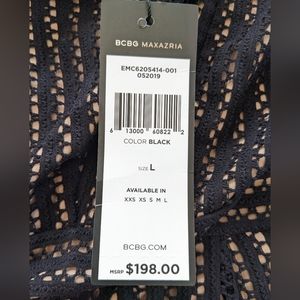 BCBG MAXAZRIA
EMC6205414-001
052019
6 13000 60822 2
COLOR BLACK
SIZE L
AVAILABLE IN
XXS XS S M L
BCBG.COM
MSRP $198.00